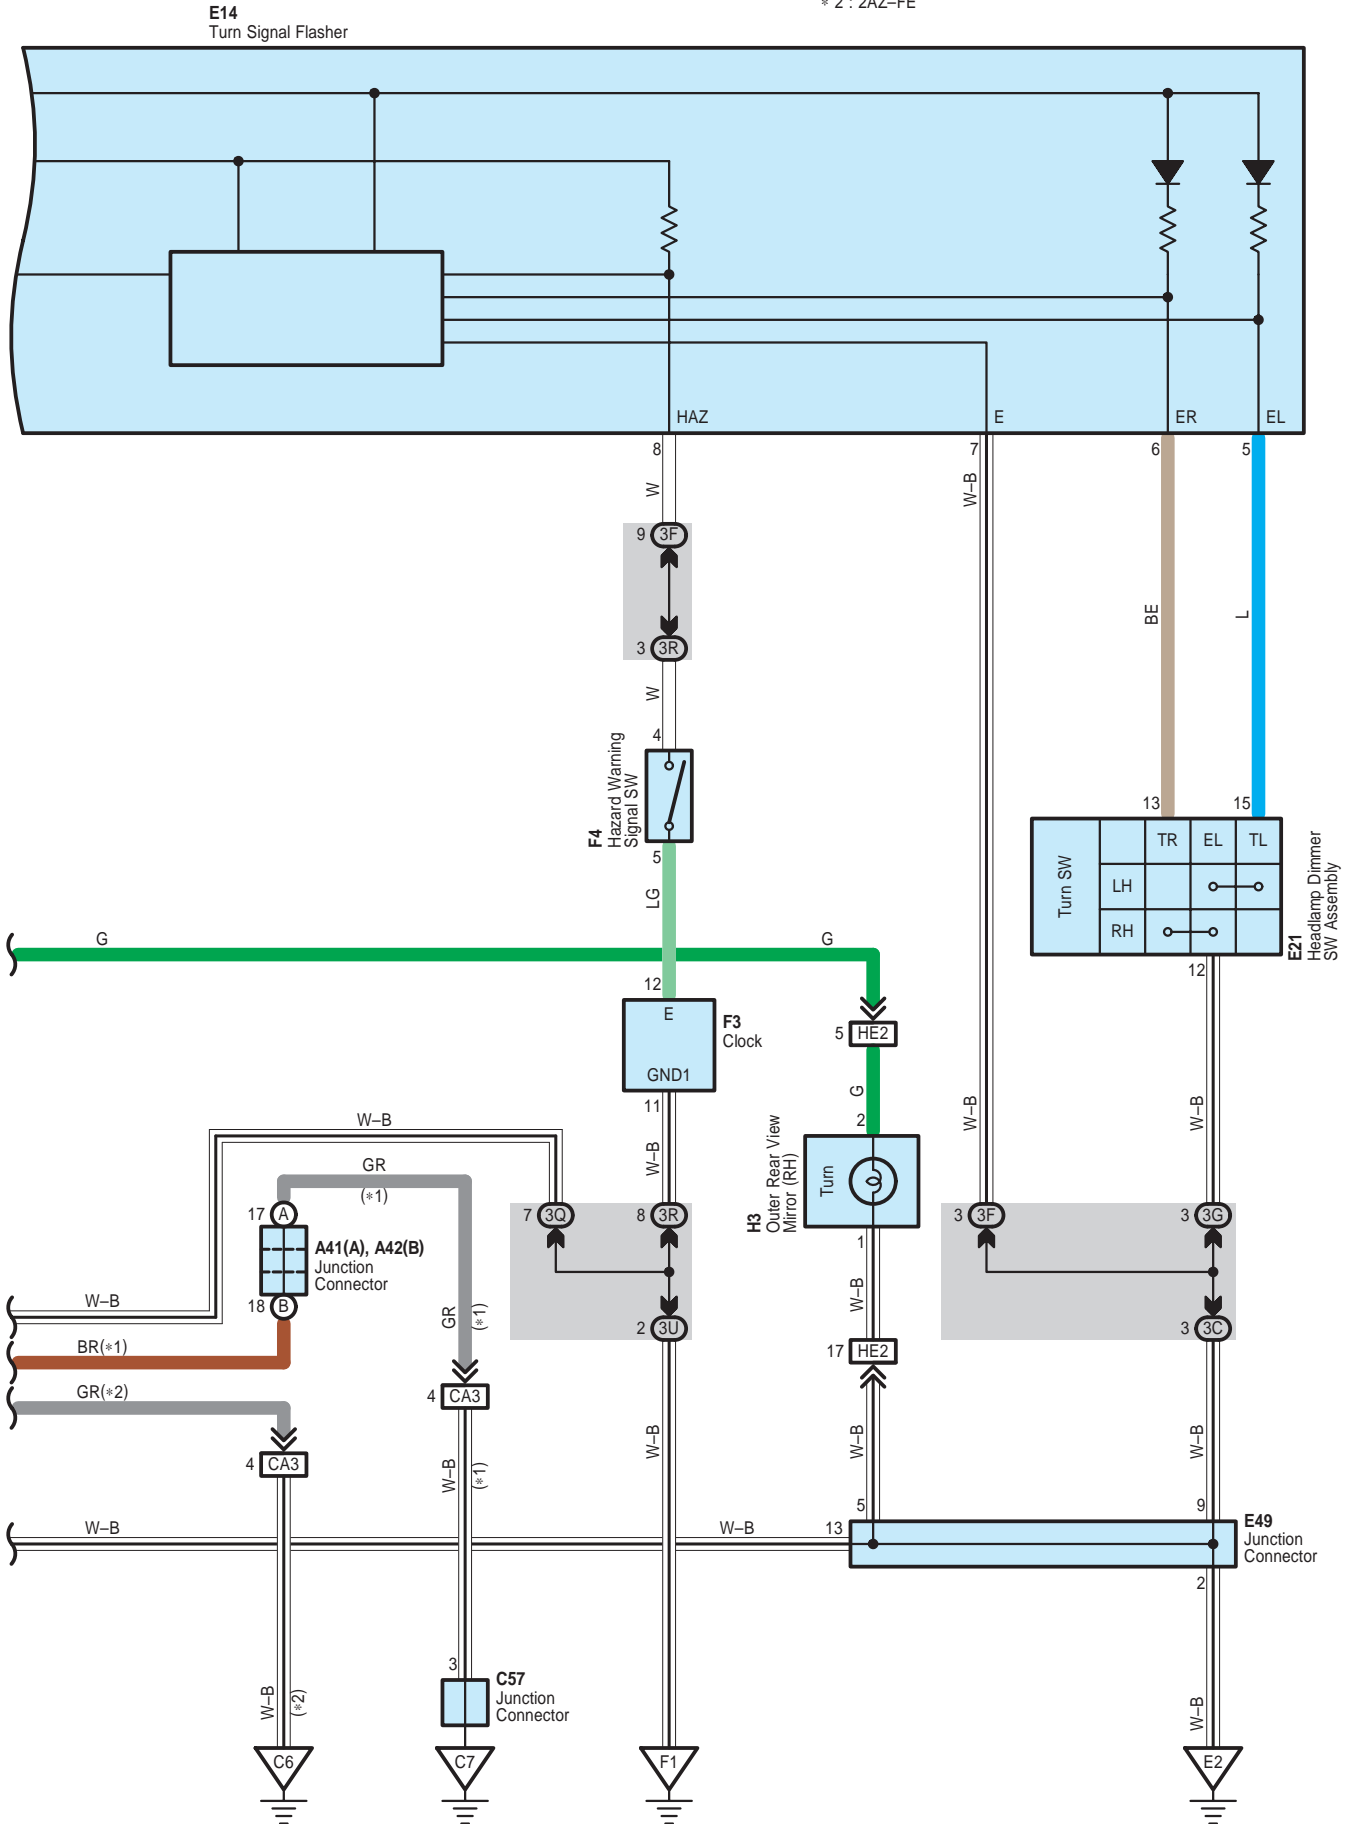 * 2 : 2AZ–FE
E14
Turn Signal Flasher
HAZ
E
ER
EL
8
7
6
5
W
W–B
9
3F
BE
L
3
3R
W
4
F4
Hazard Warning
Signal SW
13
15
5
Turn SW
TR
EL
TL
LH
RH
E21
Headlamp Dimmer
SW Assembly
LG
G
G
12
12
E
F3
Clock
GND1
5
HE2
11
G
W–B
W–B
W–B
W–B
2
GR
(*1)
H3
Outer Rear View
Mirror (RH)
Turn
17
A
7
3Q
8
3R
3
3F
3
3G
A41(A), A42(B)
Junction
Connector
1
W–B
W–B
18
B
GR
(*1)
2
3U
3
3C
BR(*1)
17
HE2
GR(*2)
4
CA3
W–B
W–B
W–B
4
CA3
W–B
(*1)
5
9
W–B
W–B
13
E49
Junction
Connector
2
3
C57
Junction
Connector
W–B
(*2)
W–B
C6
C7
F1
E2